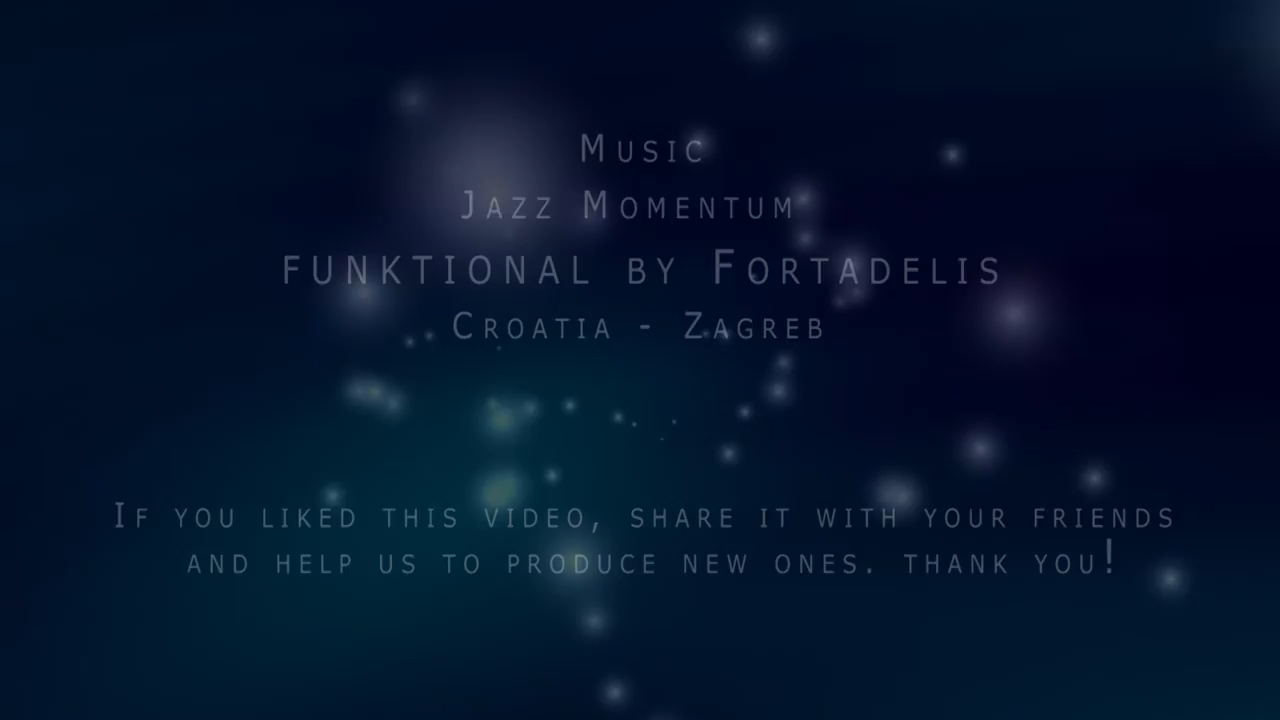 Music
Jazz Momentum
FUNKTIONAL BY FORTADELIS
Croatia - Zagreb
If you liked this video, share it with your friends
and help us to produce new ones. thank you!